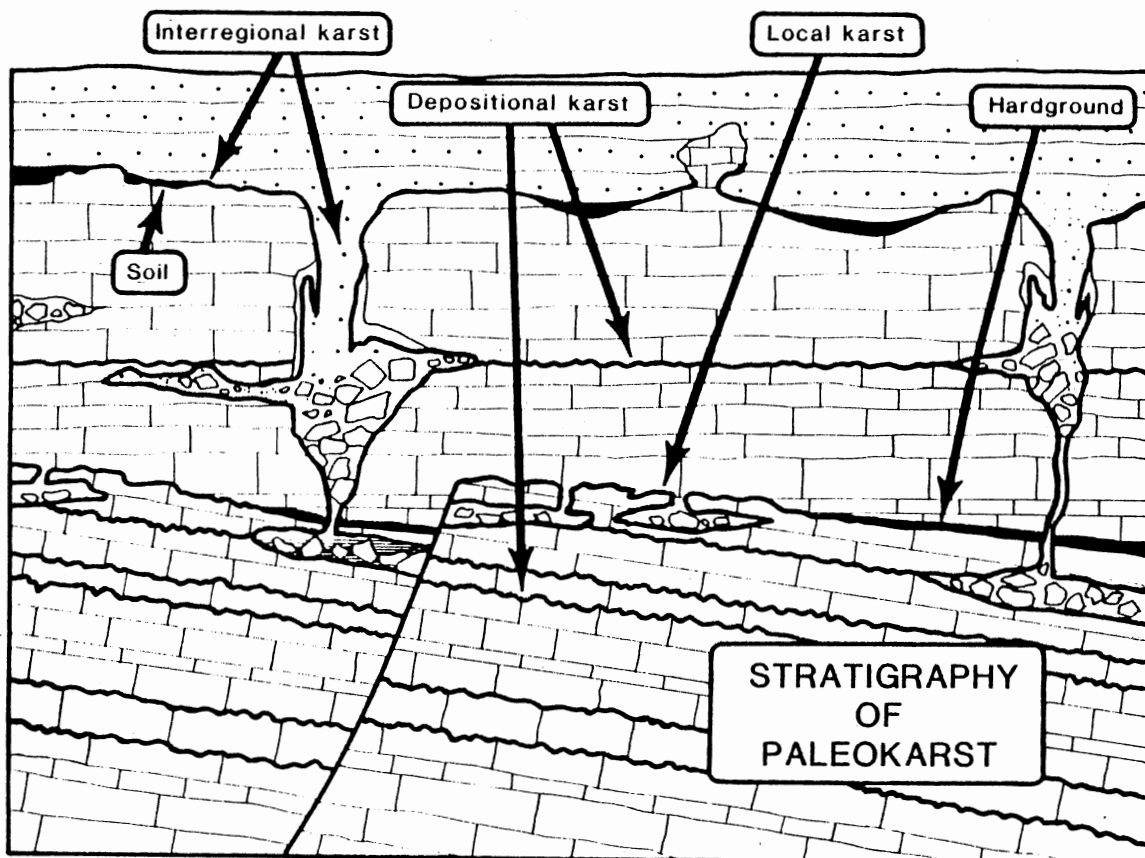 Interregional karst
Local karst
Depositional karst
Hardground
Soil
STRATIGRAPHY
OF
PALEOKARST